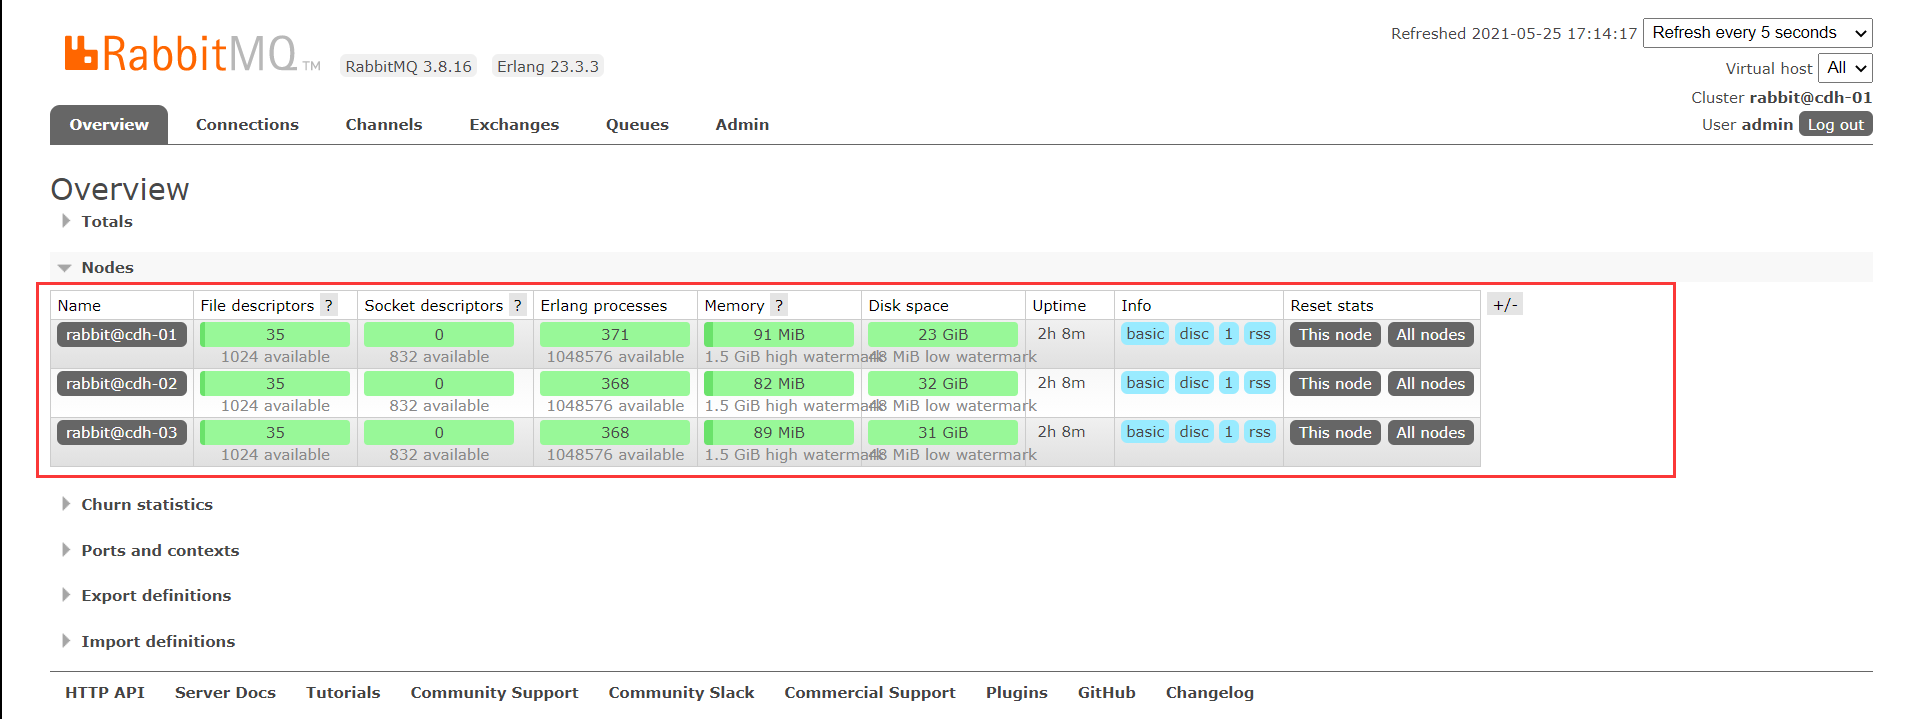 Refreshed 2021-05-25 17:14:17 Refresh every 5 seconds
RabbitMQ TM RabbitMQ 3.8.16 Erlang 23.3.3
Virtual host All
Cluster rabbit@cdh-01
User admin Log out
Overview Connections Channels Exchanges Queues Admin
Overview
Totals
Nodes
Name File descriptors ? Socket descriptors ? Erlang processes Memory ? Disk space Uptime Info Reset stats +/-
rabbit@cdh-01 35 0 371 91 MiB 23 GiB 2h 8m basic disc 1 rss This node All nodes
1024 available 832 available 1048576 available 1.5 GiB high watermark 48 MiB low watermark
rabbit@cdh-02 35 0 368 82 MiB 32 GiB 2h 8m basic disc 1 rss This node All nodes
1024 available 832 available 1048576 available 1.5 GiB high watermark 48 MiB low watermark
rabbit@cdh-03 35 0 368 89 MiB 31 GiB 2h 8m basic disc 1 rss This node All nodes
1024 available 832 available 1048576 available 1.5 GiB high watermark 48 MiB low watermark
Churn statistics
Ports and contexts
Export definitions
Import definitions
HTTP API Server Docs Tutorials Community Support Community Slack Commercial Support Plugins GitHub Changelog